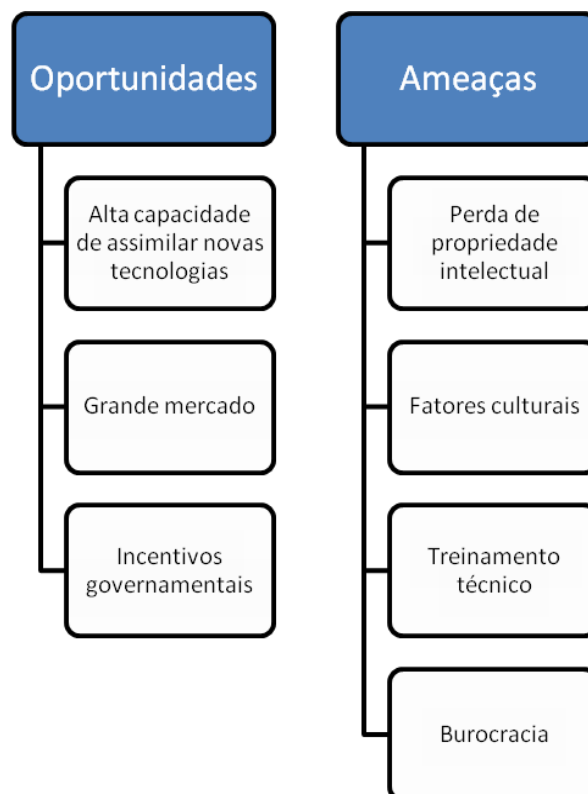 Oportunidades
Alta capacidade
de assimilar novas
tecnologias
Grande mercado
Incentivos
governamentais
Ameaças
Perda de
propriedade
intelectual
Fatores culturais
Treinamento
técnico
Burocracia